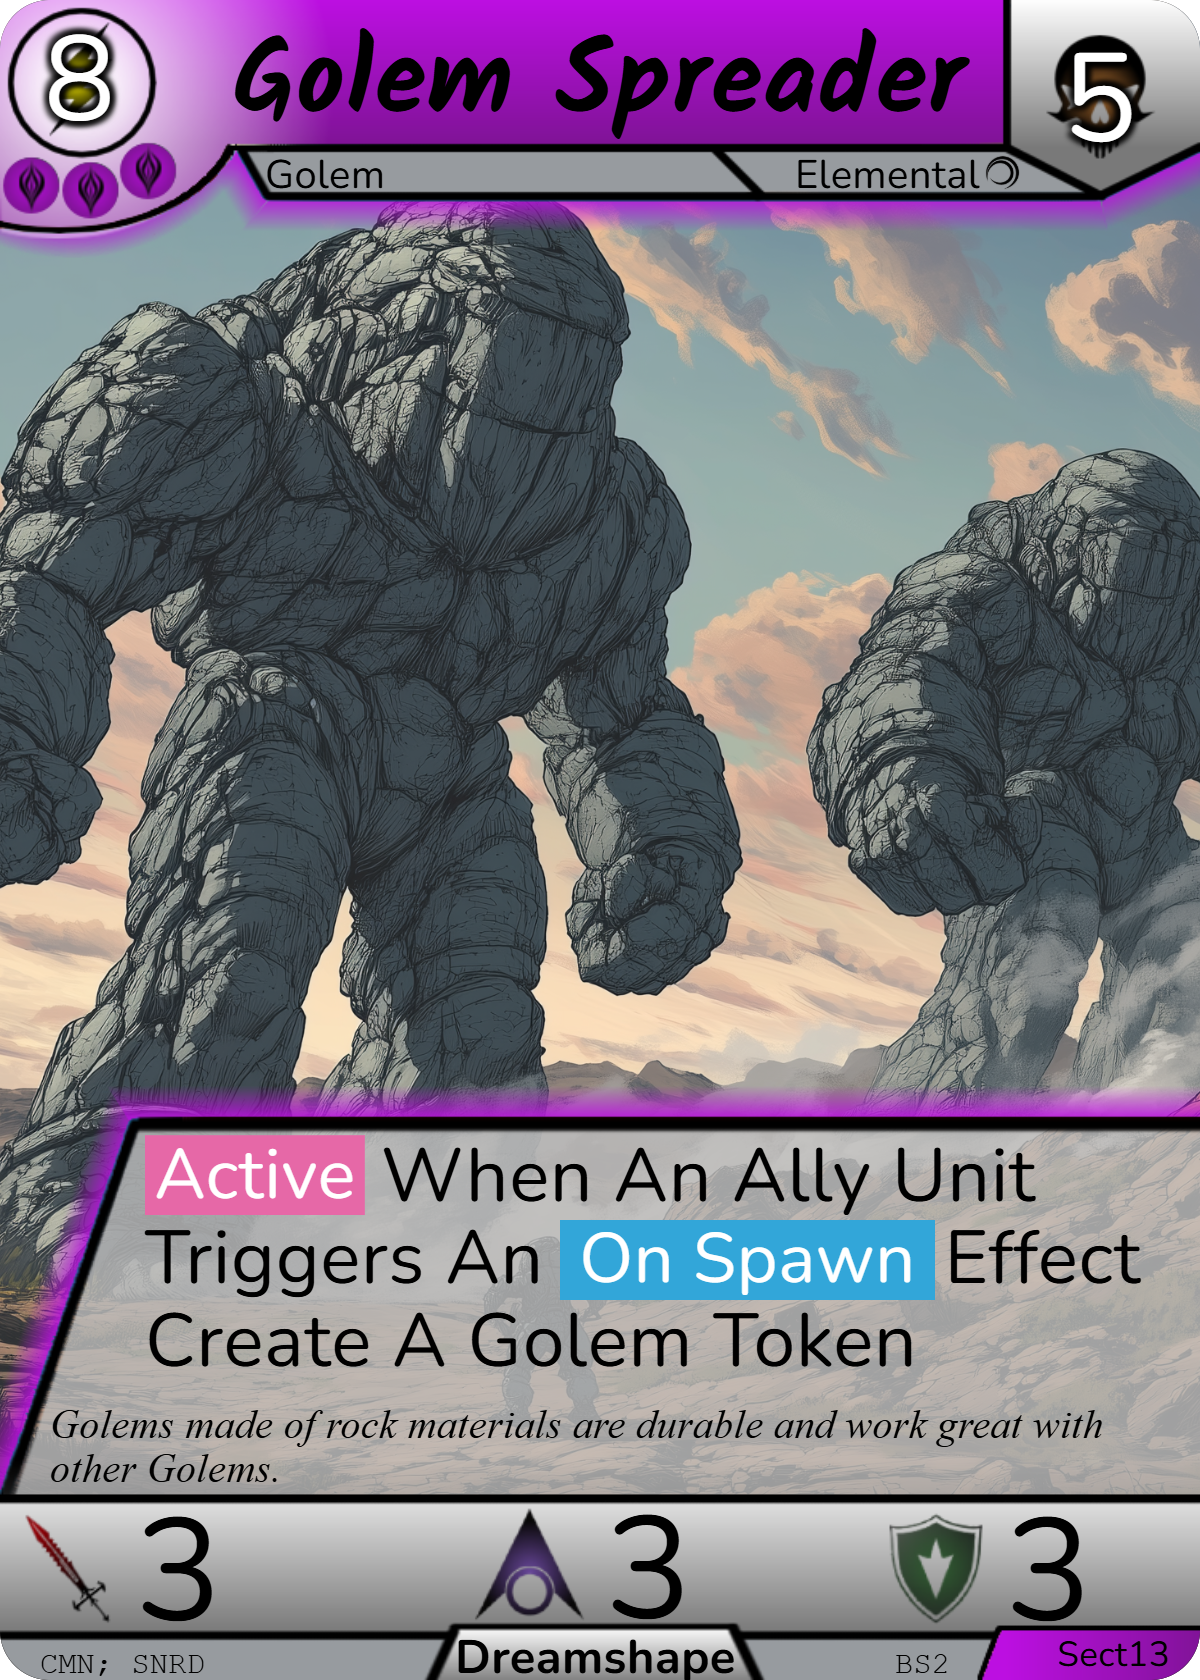 8
Golem Spreader
5
Golem
Elemental
Active When An Ally Unit
Triggers An On Spawn Effect
Create A Golem Token
Golems made of rock materials are durable and work great with
other Golems.
3
3
3
CMN; SNRD
Dreamshape
BS2
Sect13